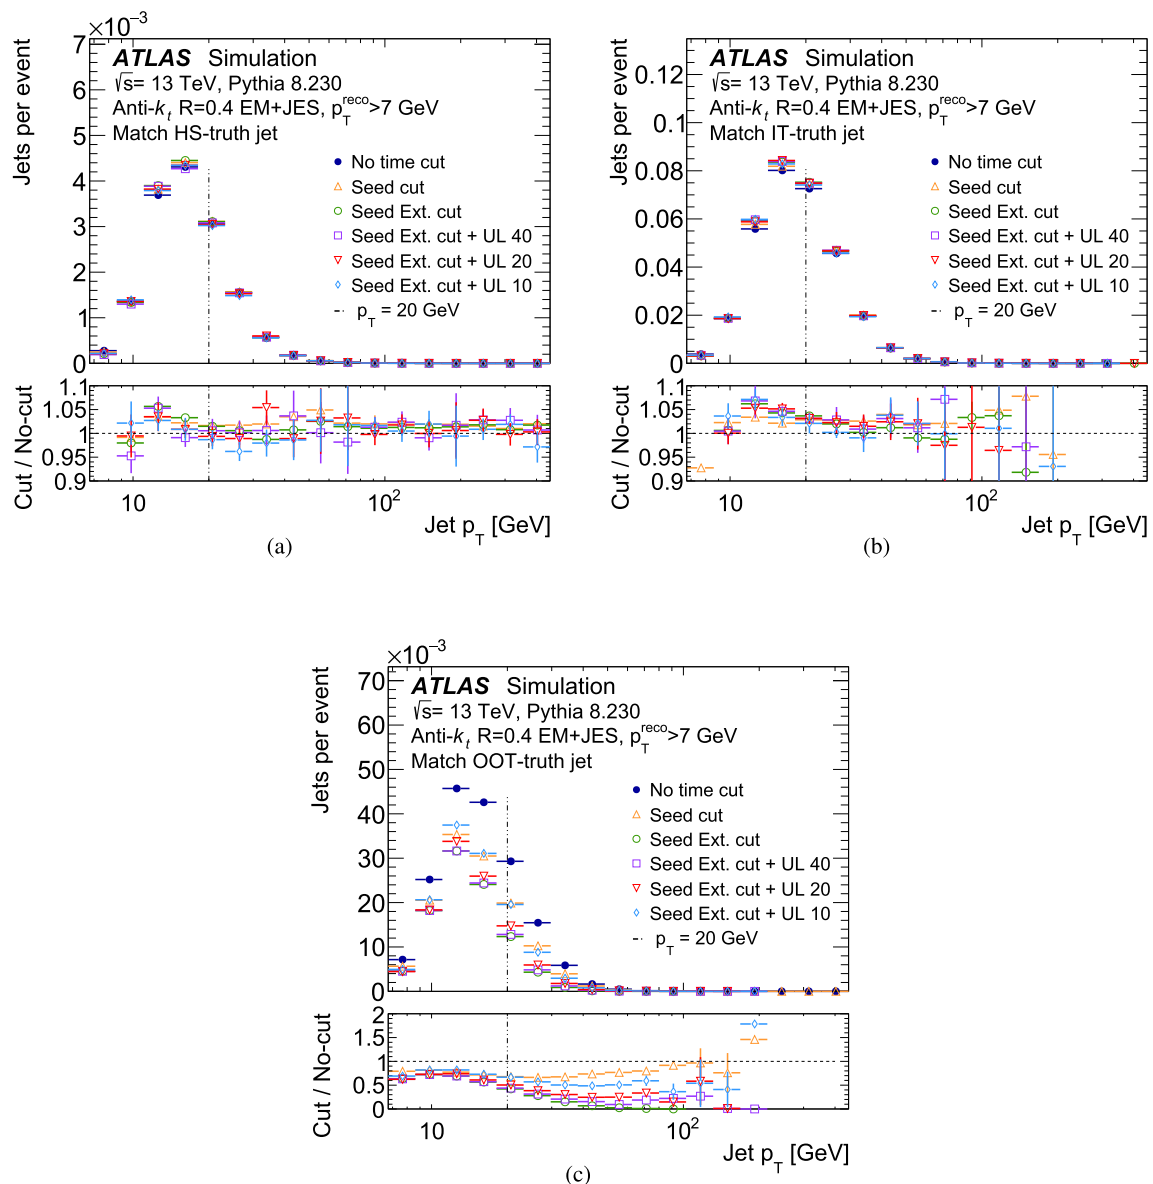 ×10⁻³
Jets per event
7
6
5
4
3
2
1
0
ATLAS Simulation
√s= 13 TeV, Pythia 8.230
Anti-kₜ R=0.4 EM+JES, p_T^reco>7 GeV
Match HS-truth jet
No time cut
Seed cut
Seed Ext. cut
Seed Ext. cut + UL 40
Seed Ext. cut + UL 20
Seed Ext. cut + UL 10
p_T = 20 GeV
Cut / No-cut
1.1
1.05
1
0.95
0.9
10 10²
Jet p_T [GeV]
(a)
Jets per event
0.12
0.1
0.08
0.06
0.04
0.02
0
ATLAS Simulation
√s= 13 TeV, Pythia 8.230
Anti-kₜ R=0.4 EM+JES, p_T^reco>7 GeV
Match IT-truth jet
No time cut
Seed cut
Seed Ext. cut
Seed Ext. cut + UL 40
Seed Ext. cut + UL 20
Seed Ext. cut + UL 10
p_T = 20 GeV
Cut / No-cut
1.1
1.05
1
0.95
0.9
10 10²
Jet p_T [GeV]
(b)
×10⁻³
Jets per event
70
60
50
40
30
20
10
0
ATLAS Simulation
√s= 13 TeV, Pythia 8.230
Anti-kₜ R=0.4 EM+JES, p_T^reco>7 GeV
Match OOT-truth jet
No time cut
Seed cut
Seed Ext. cut
Seed Ext. cut + UL 40
Seed Ext. cut + UL 20
Seed Ext. cut + UL 10
p_T = 20 GeV
Cut / No-cut
2
1.5
1
0.5
0
10 10²
Jet p_T [GeV]
(c)